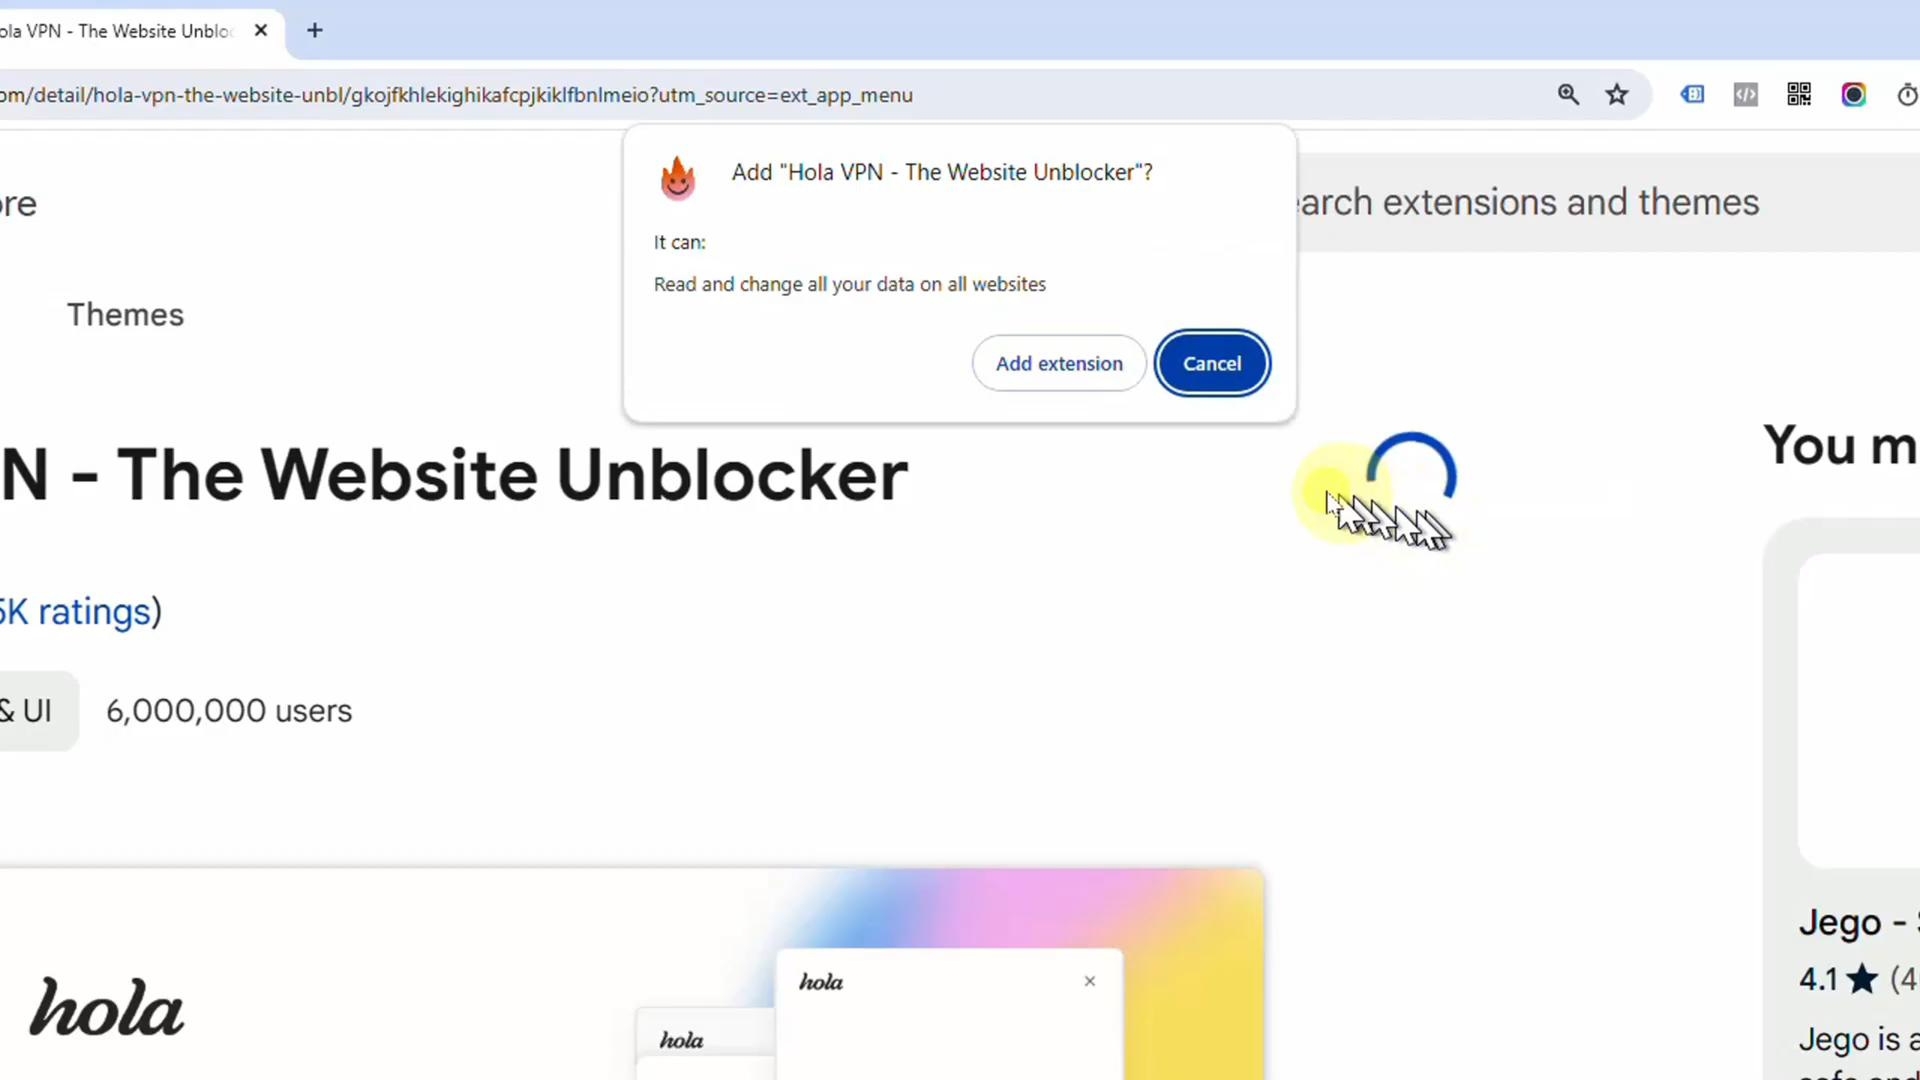 ola VPN - The Website Unbloc
om/detail/hola-vpn-the-website-unbl/gkojfkhlekighikafcpjkiklfbnlmeio?utm_source=ext_app_menu
Add "Hola VPN - The Website Unblocker"?
It can:
Read and change all your data on all websites
Add extension
Cancel
ore
earch extensions and themes
Themes
N - The Website Unblocker
You m
5K ratings)
& UI
6,000,000 users
hola
hola
hola
Jego -
4.1 ★ (4
Jego is a